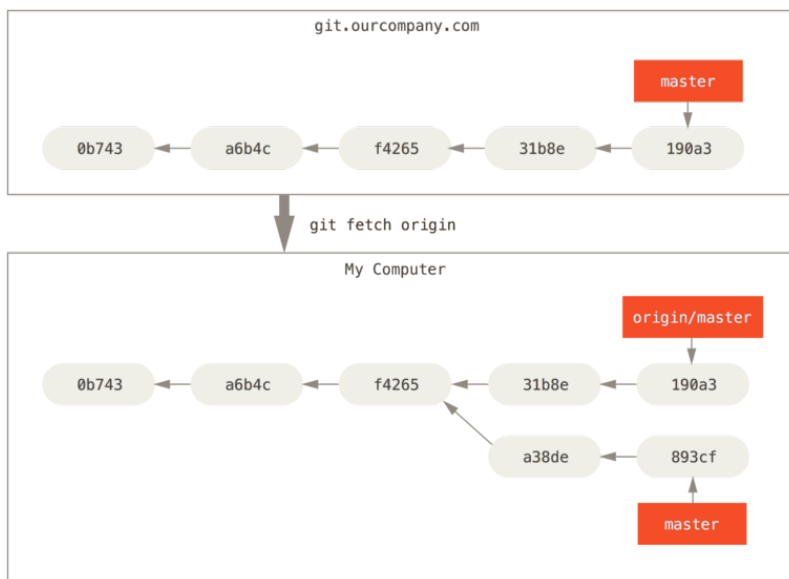 git.ourcompany.com
master
0b743 a6b4c f4265 31b8e 190a3
git fetch origin
My Computer
origin/master
0b743 a6b4c f4265 31b8e 190a3
a38de 893cf
master